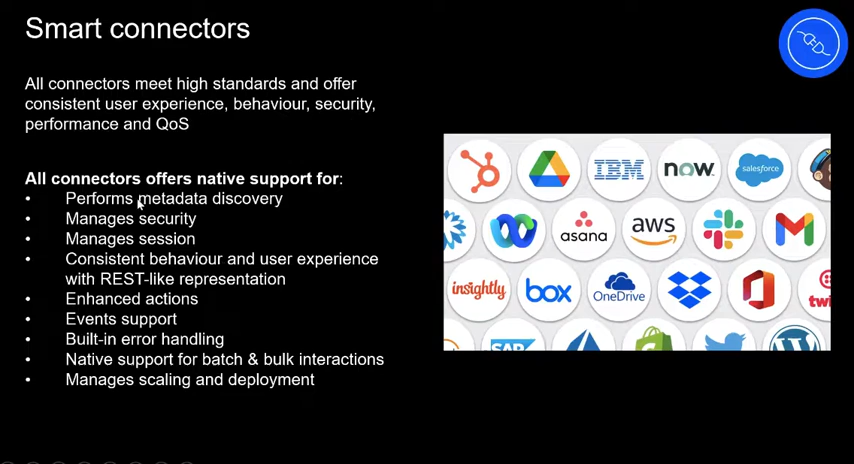 Smart connectors
All connectors meet high standards and offer
consistent user experience, behaviour, security,
performance and QoS
All connectors offers native support for:
• Performs metadata discovery
• Manages security
• Manages session
• Consistent behaviour and user experience
with REST-like representation
• Enhanced actions
• Events support
• Built-in error handling
• Native support for batch & bulk interactions
• Manages scaling and deployment
IBM
now
salesforce
asana
aws
insightly
box
OneDrive
SAP